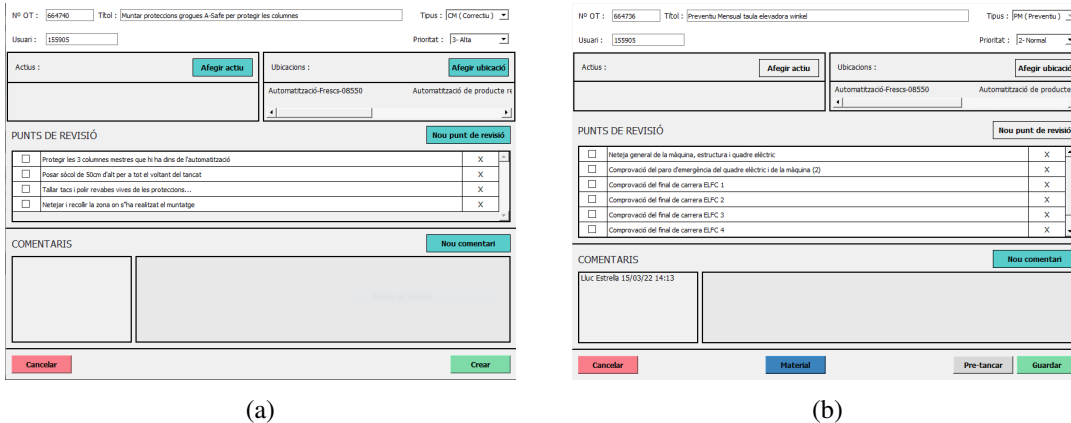 Nº OT : 664740 Títol : Muntar proteccions grogues A-Safe per protegir les columnes Tipus : CM ( Correctiu )
Usuari : 155905 Prioritat : 3- Alta
Actius : Afegir actiu Ubicacions : Afegir ubicació
Automatització-Frescs-08550 Automatització de producte re
PUNTS DE REVISIÓ Nou punt de revisió
Protegir les 3 columnes mestres que hi ha dins de l'automatització X
Posar sòcol de 50cm d'alt per a tot el voltant del tancat X
Tallar tacs i polir revabes vives de les proteccions... X
Netejar i recollir la zona on s'ha realitzat el muntatge X
COMENTARIS Nou comentari
Cancelar Crear
(a)
Nº OT : 664736 Títol : Preventiu Mensual taula elevadora winkel Tipus : PM ( Preventiu )
Usuari : 155905 Prioritat : 2- Normal
Actius : Afegir actiu Ubicacions : Afegir ubicació
Automatització-Frescs-08550 Automatització de producte
PUNTS DE REVISIÓ Nou punt de revisió
Neteja general de la màquina, estructura i quadre elèctric X
Comprovació del paro d'emergència del quadre elèctric i de la màquina (2) X
Comprovació del final de carrera ELFC 1 X
Comprovació del final de carrera ELFC 2 X
Comprovació del final de carrera ELFC 3 X
Comprovació del final de carrera ELFC 4 X
COMENTARIS Nou comentari
Lluc Estrella 15/03/22 14:13
Cancelar Material Pre-tancar Guardar
(b)